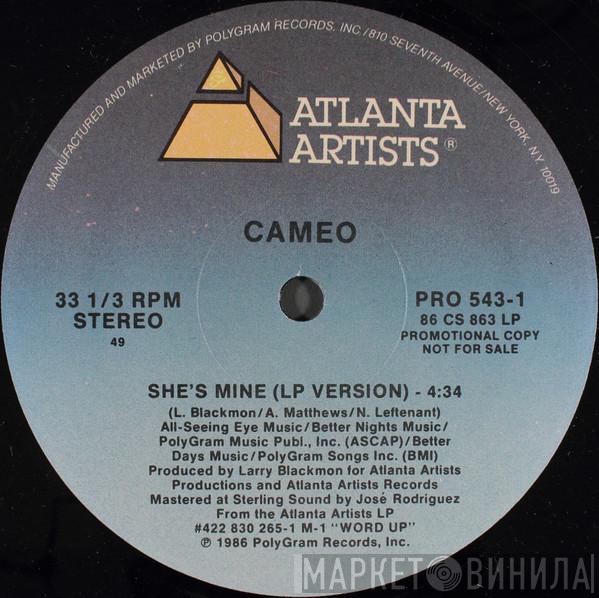 MANUFACTURED AND MARKETED BY POLYGRAM RECORDS, INC./810 SEVENTH AVENUE/NEW YORK, N.Y. 10019
ATLANTA
ARTISTS®
CAMEO
33 1/3 RPM
STEREO
49
PRO 543-1
86 CS 863 LP
PROMOTIONAL COPY
NOT FOR SALE
SHE'S MINE (LP VERSION) - 4:34
(L. Blackmon/A. Matthews/N. Leftenant)
All-Seeing Eye Music/Better Nights Music/
PolyGram Music Publ., Inc. (ASCAP)/Better
Days Music/PolyGram Songs Inc. (BMI)
Produced by Larry Blackmon for Atlanta Artists
Productions and Atlanta Artists Records
Mastered at Sterling Sound by José Rodriguez
From the Atlanta Artists LP
#422 830 265-1 M-1 "WORD UP"
℗ 1986 PolyGram Records, Inc.
МАРКЕТ ВИНИЛА